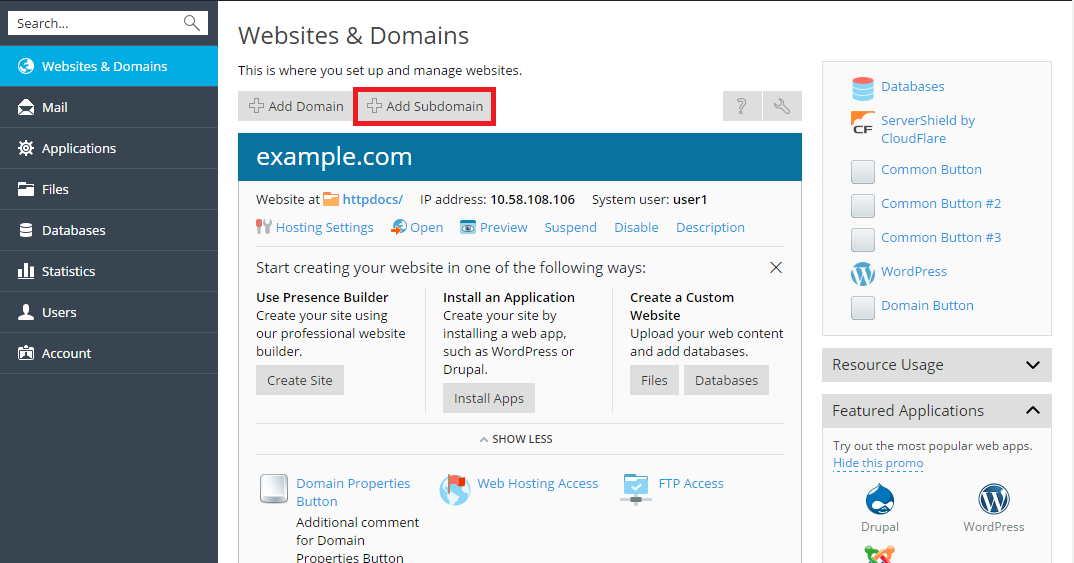 Search...
Websites & Domains
Mail
Applications
Files
Databases
Statistics
Users
Account
Websites & Domains
This is where you set up and manage websites.
Add Domain
Add Subdomain
?
example.com
Website at httpdocs/ IP address: 10.58.108.106 System user: user1
Hosting Settings Open Preview Suspend Disable Description
Start creating your website in one of the following ways:
Use Presence Builder
Create your site using
our professional website
builder.
Create Site
Install an Application
Create your site by
installing a web app,
such as WordPress or
Drupal.
Install Apps
Create a Custom
Website
Upload your web content
and add databases.
Files
Databases
SHOW LESS
Domain Properties
Button
Additional comment
for Domain
Properties Button
Web Hosting Access
FTP Access
Databases
CF
ServerShield by
CloudFlare
Common Button
Common Button #2
Common Button #3
WordPress
Domain Button
Resource Usage
Featured Applications
Try out the most popular web apps.
Hide this promo
Drupal
WordPress